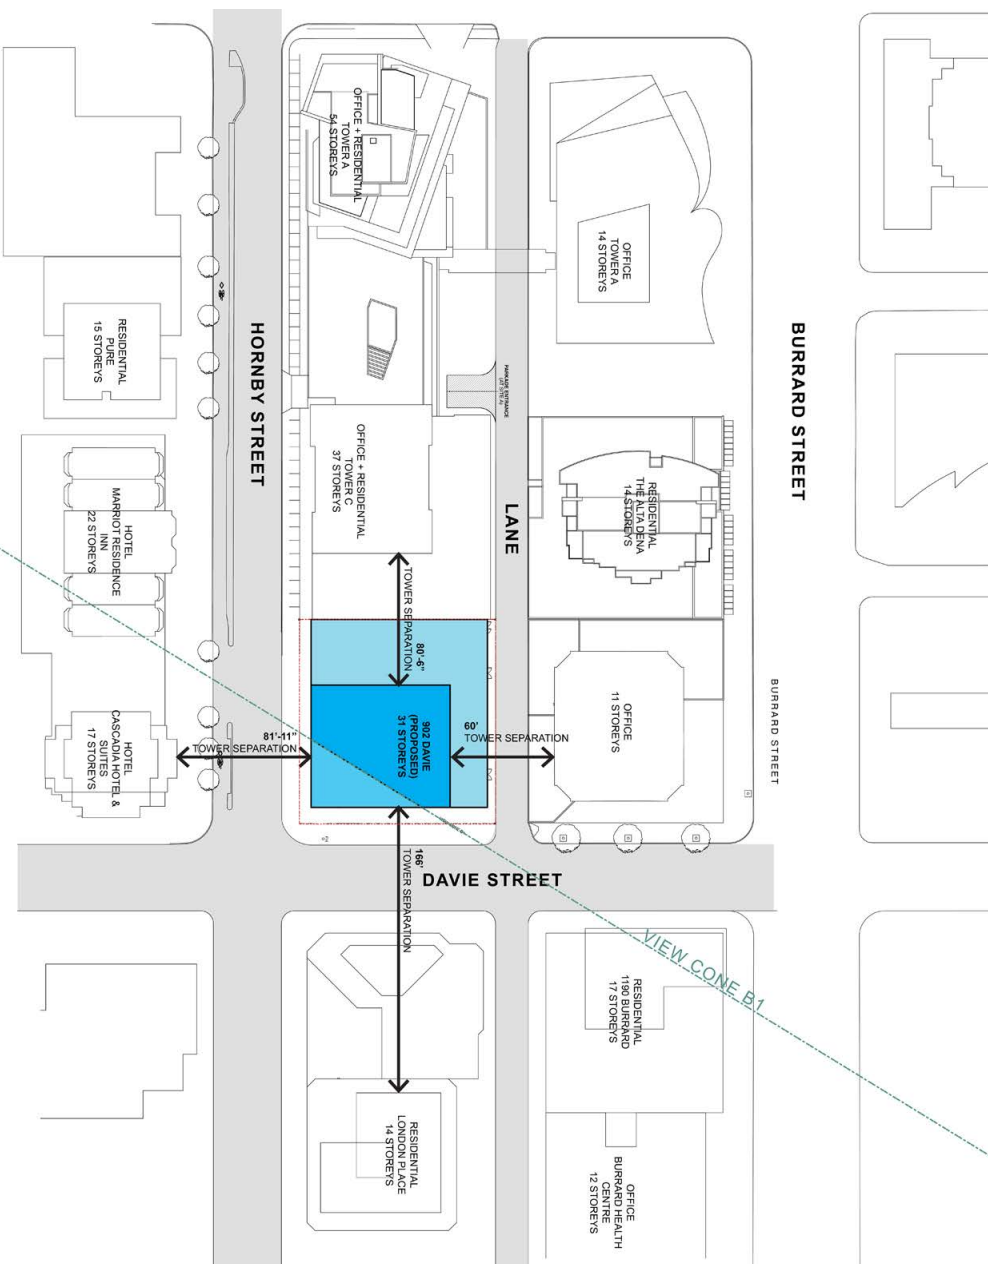 OFFICE + RESIDENTIAL
TOWER A
54 STOREYS
OFFICE
TOWER A
14 STOREYS
RESIDENTIAL
PURE
15 STOREYS
HORNBY STREET
BURRARD STREET
PARKADE ENTRANCE
(AT SITE A)
OFFICE + RESIDENTIAL
TOWER C
37 STOREYS
RESIDENTIAL
THE ALTA DENA
14 STOREYS
HOTEL
MARRIOT RESIDENCE
INN
22 STOREYS
LANE
80'-6"
TOWER SEPARATION
902 DAVIE
(PROPOSED)
31 STOREYS
OFFICE
11 STOREYS
BURRARD STREET
HOTEL
CASCADIA HOTEL &
SUITES
17 STOREYS
81'-11"
TOWER SEPARATION
60'
TOWER SEPARATION
166'
TOWER SEPARATION
DAVIE STREET
VIEW CONE B1
RESIDENTIAL
1190 BURRARD
17 STOREYS
RESIDENTIAL
LONDON PLACE
14 STOREYS
OFFICE
BURRARD HEALTH
CENTRE
12 STOREYS